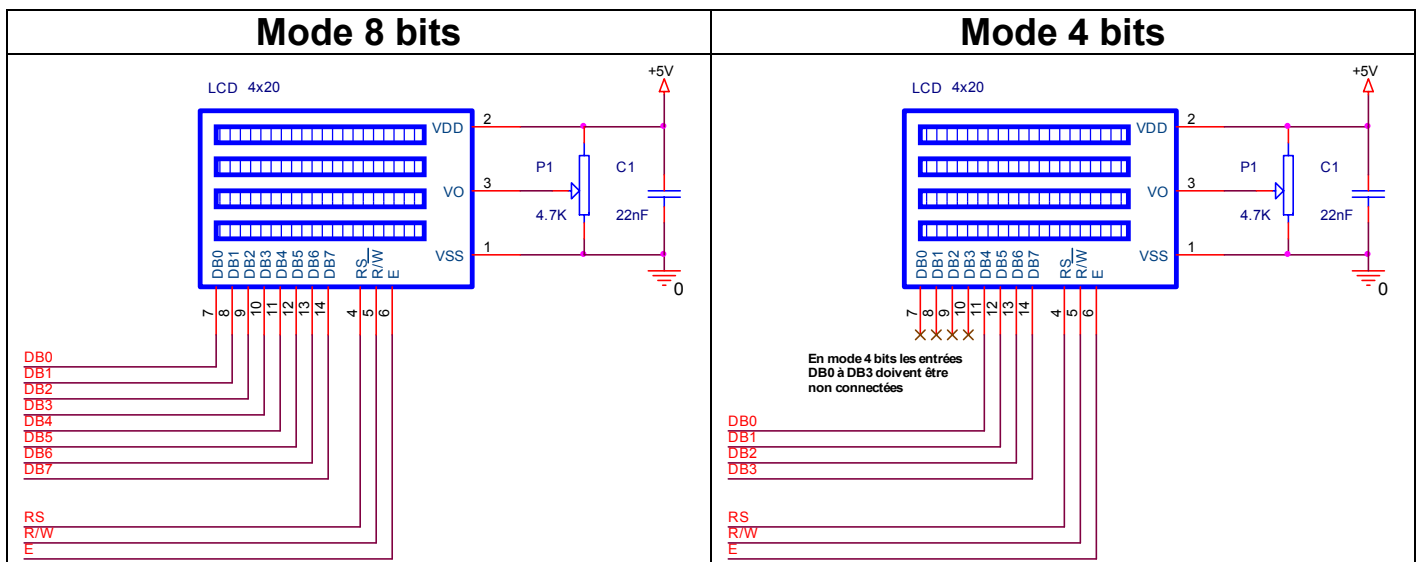 Mode 8 bits
LCD 4x20
+5V
VDD 2
P1 C1
VO 3
4.7K 22nF
VSS 1
0
DB0 DB1 DB2 DB3 DB4 DB5 DB6 DB7 RS R/W E
7 8 9 10 11 12 13 14 4 5 6
DB0
DB1
DB2
DB3
DB4
DB5
DB6
DB7
RS
R/W
E
Mode 4 bits
LCD 4x20
+5V
VDD 2
P1 C1
VO 3
4.7K 22nF
VSS 1
0
DB0 DB1 DB2 DB3 DB4 DB5 DB6 DB7 RS R/W E
7 8 9 10 11 12 13 14 4 5 6
En mode 4 bits les entrées
DB0 à DB3 doivent être
non connectées
DB0
DB1
DB2
DB3
RS
R/W
E